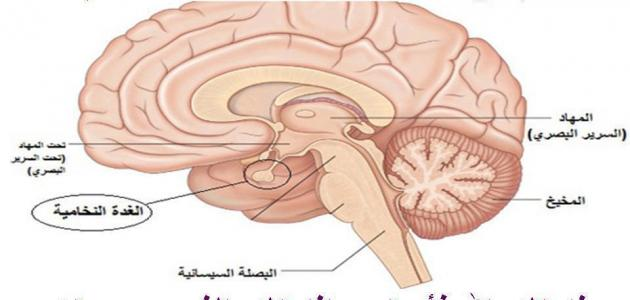 المهاد
(السرير البصري)
تحت المهاد
(تحت السرير
البصري)
الغدة النخامية
المخيخ
البصلة السيسائية